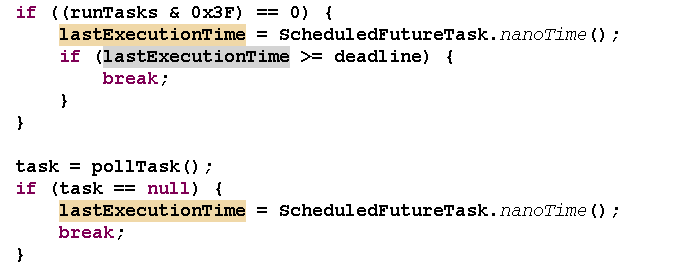 if ((runTasks & 0x3F) == 0) {
    lastExecutionTime = ScheduledFutureTask.nanoTime();
    if (lastExecutionTime >= deadline) {
        break;
    }
}

task = pollTask();
if (task == null) {
    lastExecutionTime = ScheduledFutureTask.nanoTime();
    break;
}